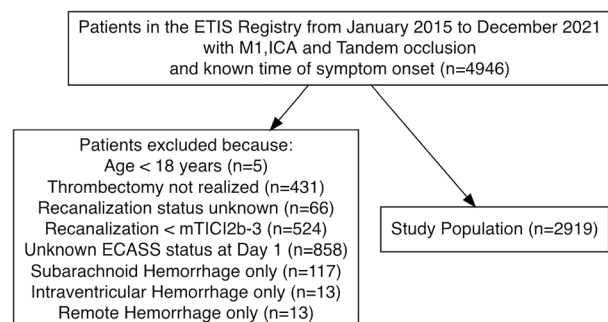 Patients in the ETIS Registry from January 2015 to December 2021
with M1,ICA and Tandem occlusion
and known time of symptom onset (n=4946)
Patients excluded because:
Age < 18 years (n=5)
Thrombectomy not realized (n=431)
Recanalization status unknown (n=66)
Recanalization < mTICI2b-3 (n=524)
Unknown ECASS status at Day 1 (n=858)
Subarachnoid Hemorrhage only (n=117)
Intraventricular Hemorrhage only (n=13)
Remote Hemorrhage only (n=13)
Study Population (n=2919)